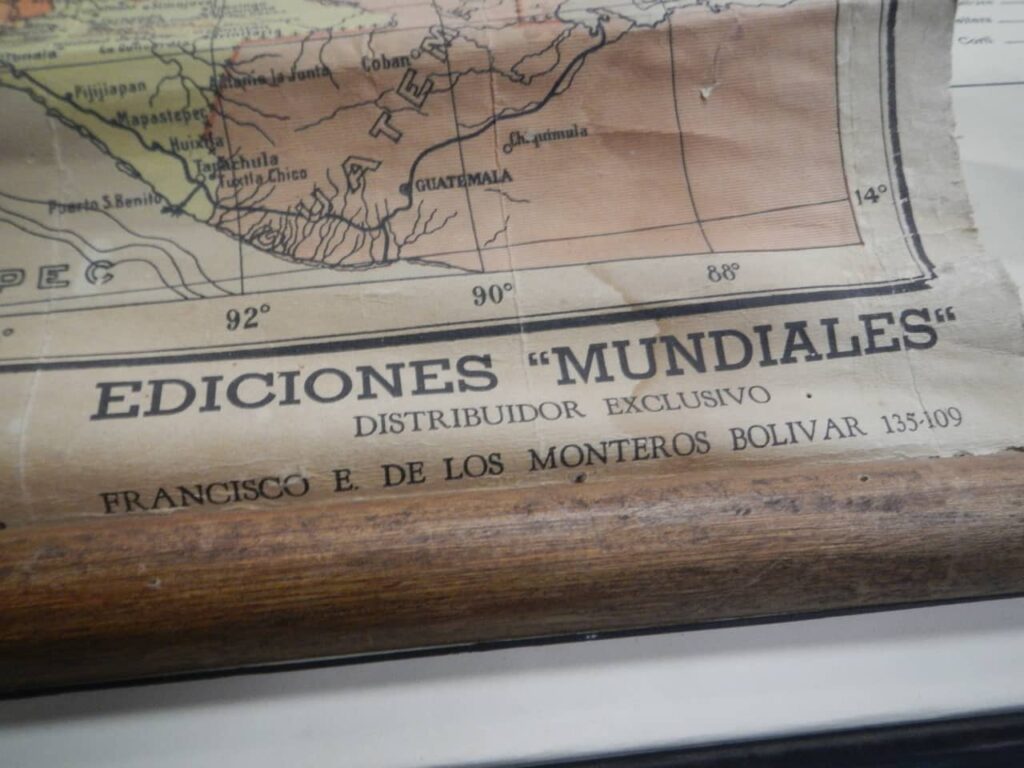 Coban
Pijijiapan
Mapastepec
Huixtla
Tapachula
Tuxtla Chico
Puerto S.Benito
GUATEMALA
14°
92°
90°
88°
EDICIONES "MUNDIALES"
DISTRIBUIDOR EXCLUSIVO
FRANCISCO E. DE LOS MONTEROS BOLIVAR 135-109